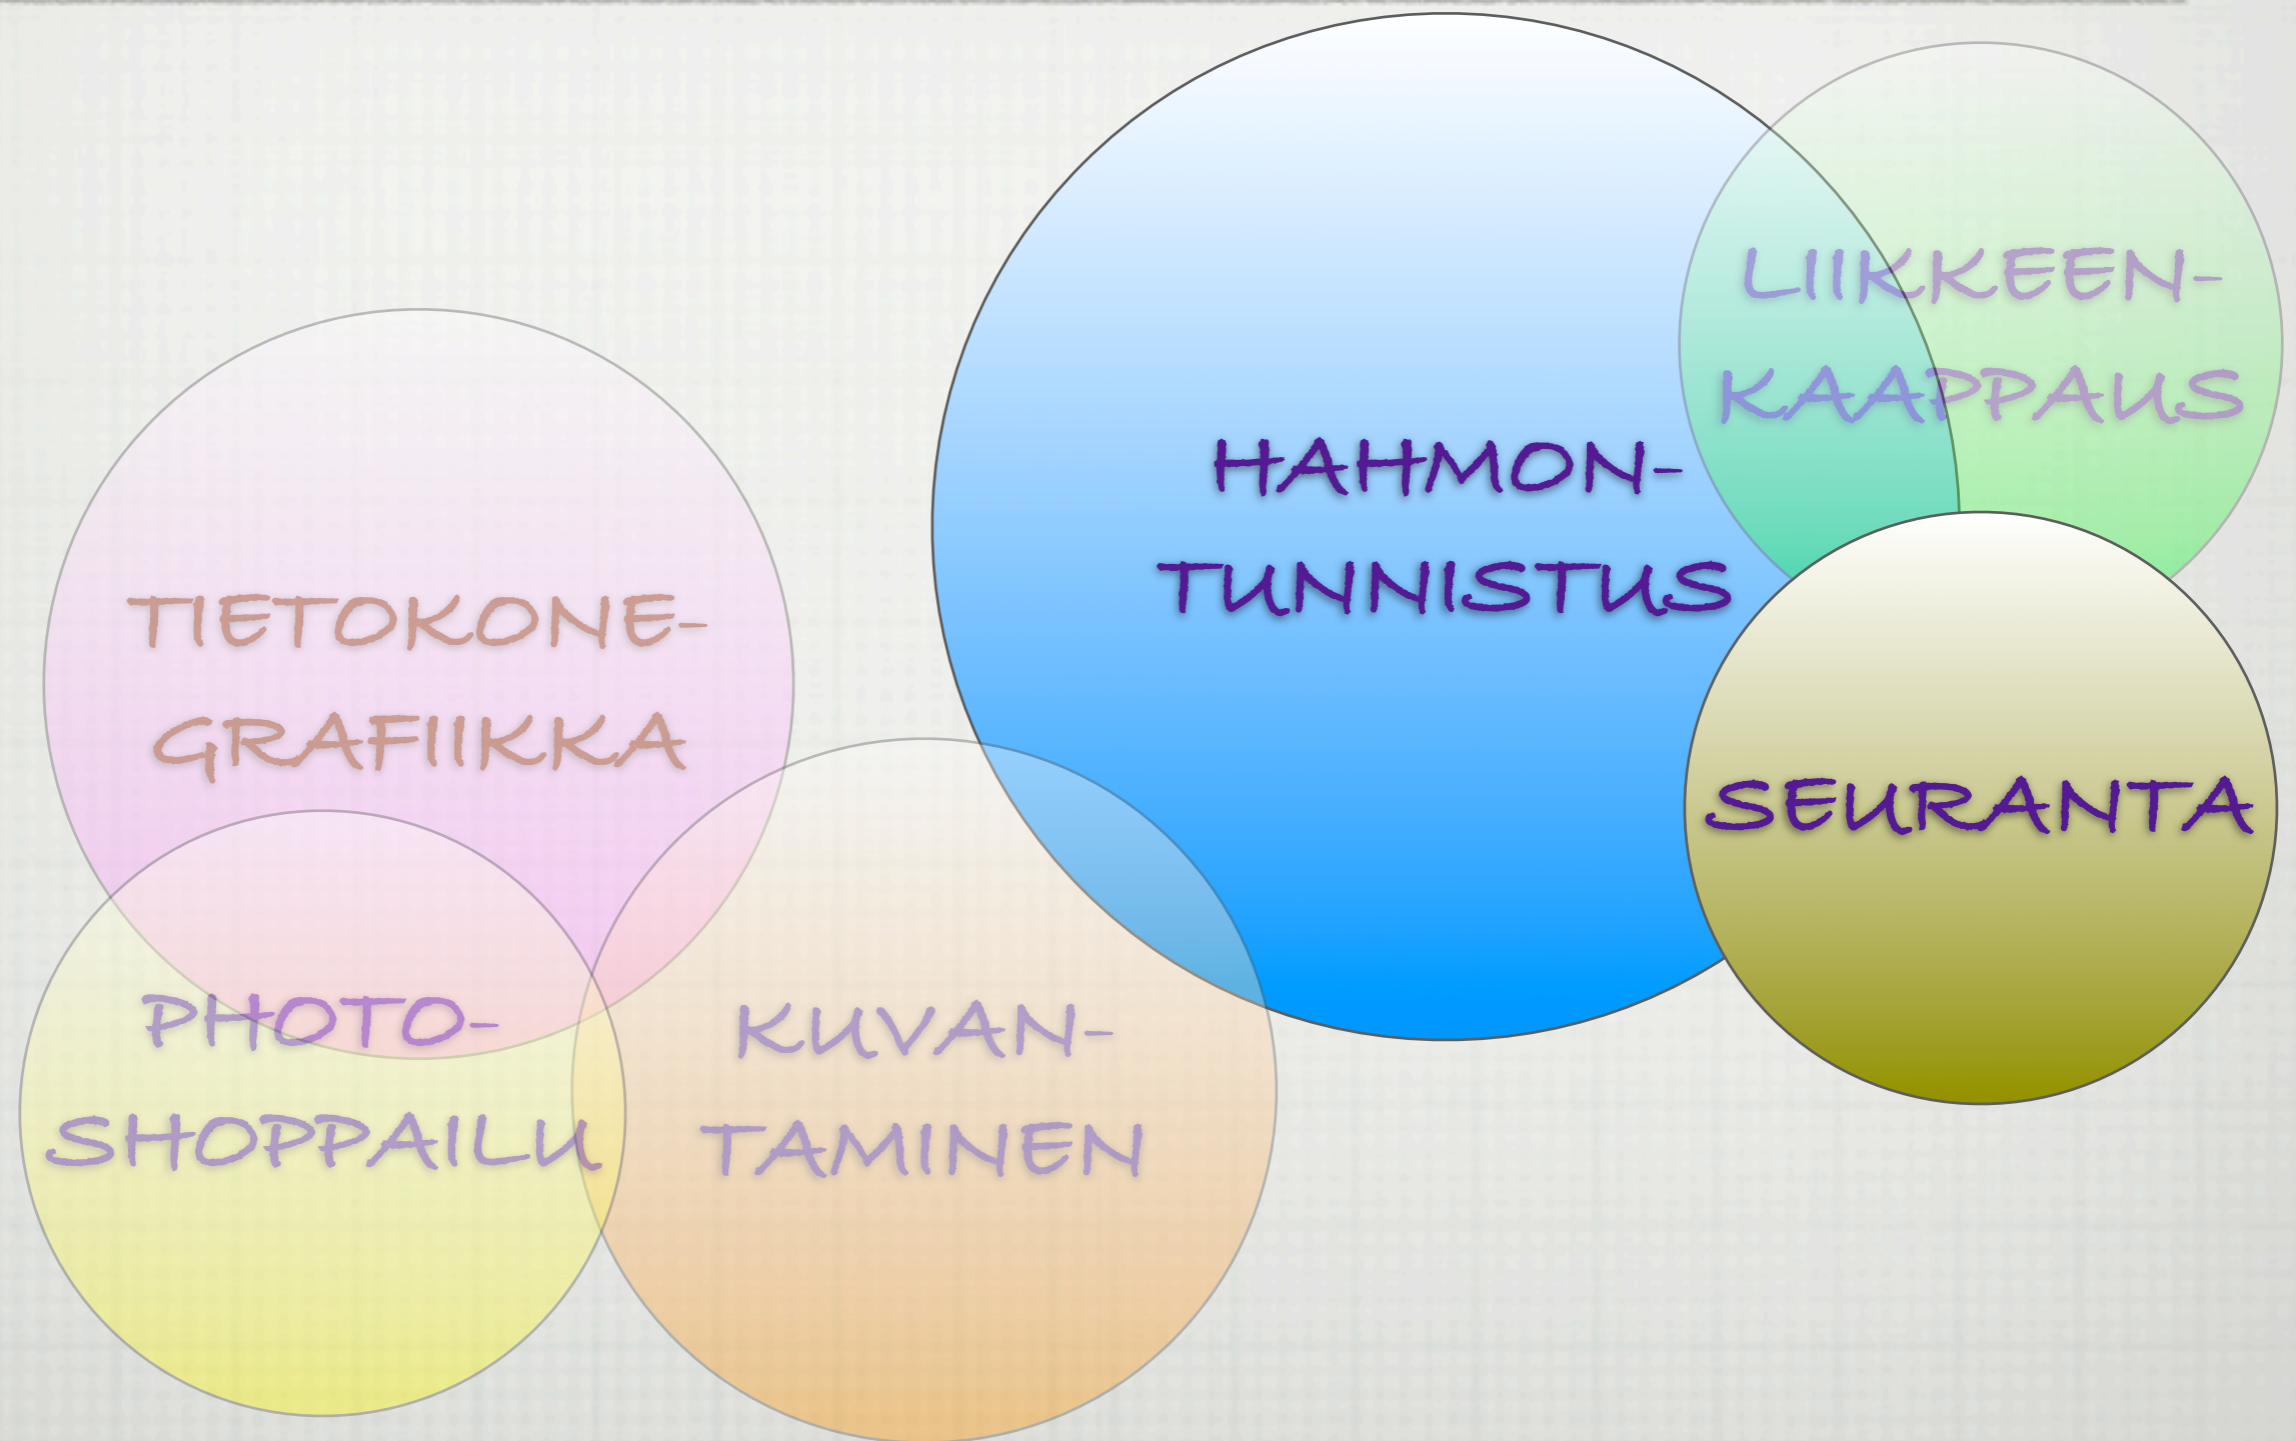 LIIKKEEN-
KAAPPAUS
HAHMON-
TUNNISTUS
TIETOKONE-
GRAFIIKKA
SEURANTA
PHOTO-
SHOPPAILU
KUVAN-
TAMINEN